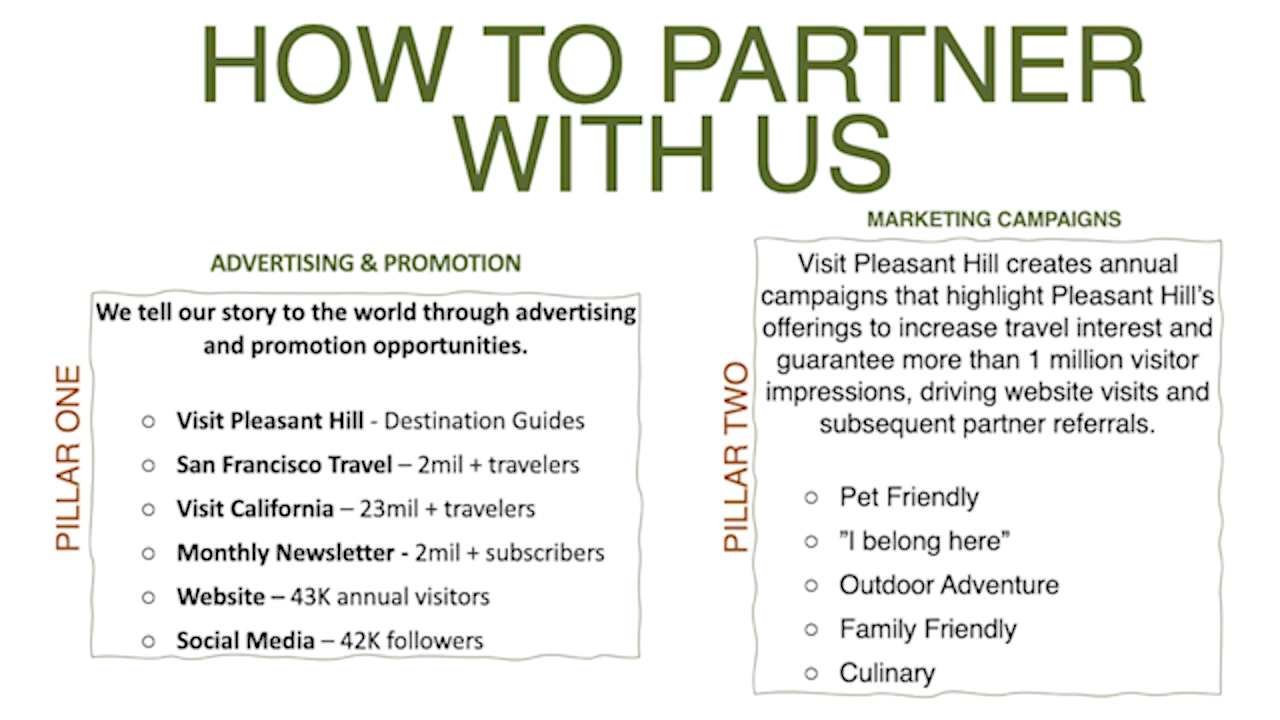 HOW TO PARTNER
WITH US
ADVERTISING & PROMOTION
PILLAR ONE
We tell our story to the world through advertising
and promotion opportunities.
○ Visit Pleasant Hill - Destination Guides
○ San Francisco Travel – 2mil + travelers
○ Visit California – 23mil + travelers
○ Monthly Newsletter - 2mil + subscribers
○ Website – 43K annual visitors
○ Social Media – 42K followers
MARKETING CAMPAIGNS
PILLAR TWO
Visit Pleasant Hill creates annual
campaigns that highlight Pleasant Hill’s
offerings to increase travel interest and
guarantee more than 1 million visitor
impressions, driving website visits and
subsequent partner referrals.
○ Pet Friendly
○ ”I belong here”
○ Outdoor Adventure
○ Family Friendly
○ Culinary